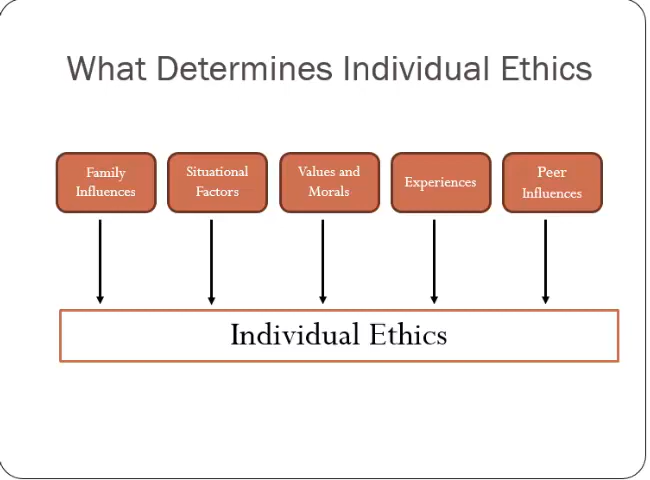 What Determines Individual Ethics
Family
Influences
Situational
Factors
Values and
Morals
Experiences
Peer
Influences
Individual Ethics